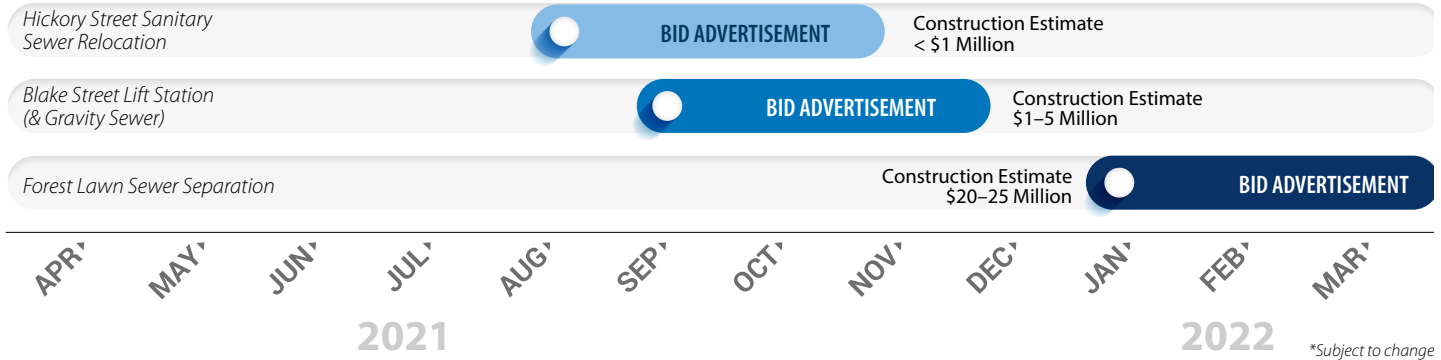 Hickory Street Sanitary
Sewer Relocation
BID ADVERTISEMENT
Construction Estimate
< $1 Million
Blake Street Lift Station
(& Gravity Sewer)
BID ADVERTISEMENT
Construction Estimate
$1–5 Million
Forest Lawn Sewer Separation
Construction Estimate
$20–25 Million
BID ADVERTISEMENT
APR MAY JUN JUL AUG SEP OCT NOV DEC JAN FEB MAR
2021 2022
*Subject to change